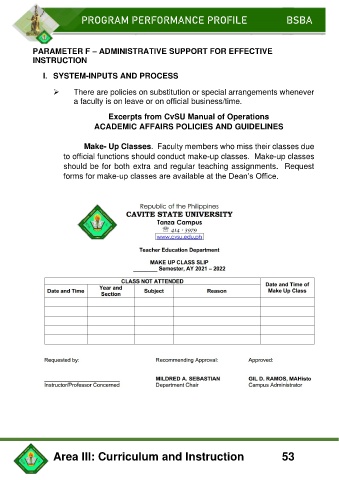 PROGRAM PERFORMANCE PROFILE BSBA
PARAMETER F – ADMINISTRATIVE SUPPORT FOR EFFECTIVE
INSTRUCTION
I. SYSTEM-INPUTS AND PROCESS
➢ There are policies on substitution or special arrangements whenever
a faculty is on leave or on official business/time.
Excerpts from CvSU Manual of Operations
ACADEMIC AFFAIRS POLICIES AND GUIDELINES
Make- Up Classes. Faculty members who miss their classes due
to official functions should conduct make-up classes. Make-up classes
should be for both extra and regular teaching assignments. Request
forms for make-up classes are available at the Dean's Office.
Republic of the Philippines
CAVITE STATE UNIVERSITY
Tanza Campus
☏ 414 - 3979
www.cvsu.edu.ph
Teacher Education Department
MAKE UP CLASS SLIP
________ Semester, AY 2021 – 2022
CLASS NOT ATTENDED
Date and Time of
Make Up Class
Date and Time
Year and
Section
Subject
Reason
Requested by: Recommending Approval: Approved:
MILDRED A. SEBASTIAN GIL D. RAMOS, MAHisto
Instructor/Professor Concerned Department Chair Campus Administrator
Area III: Curriculum and Instruction 53